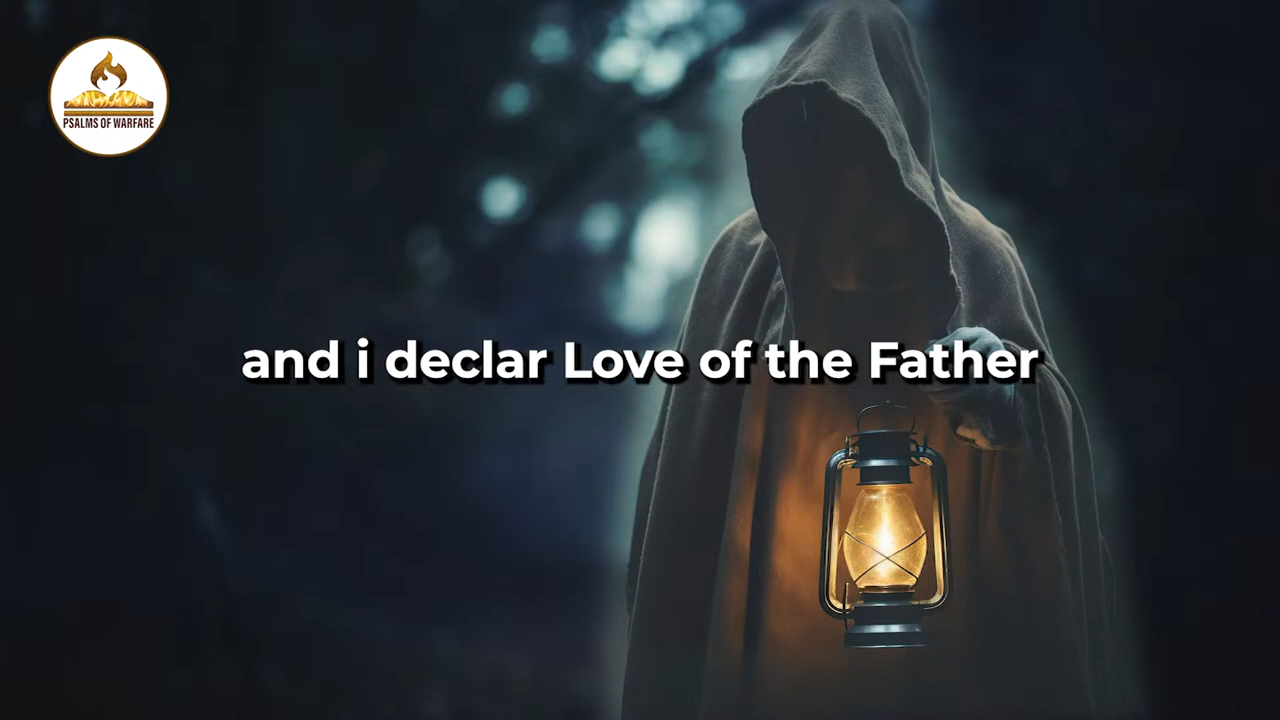 PSALMS OF WARFARE
and i declar Love of the Father